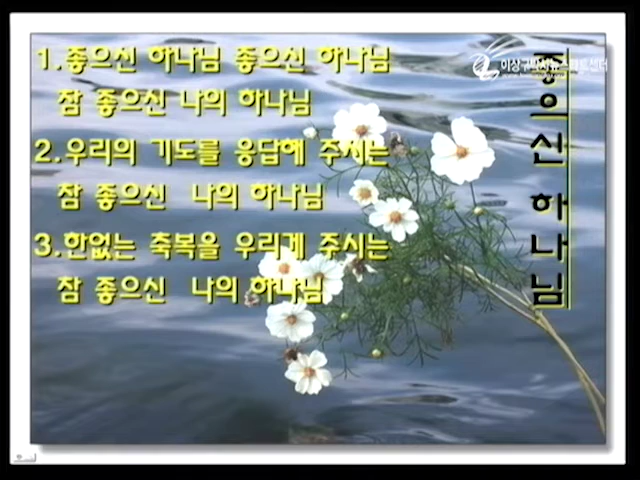 1.좋으신 하나님 좋으신 하나님
참 좋으신 나의 하나님
2.우리의 기도를 응답해 주시는
참 좋으신 나의 하나님
3.한없는 축복을 우리게 주시는
참 좋으신 나의 하나님
좋으신 하나님